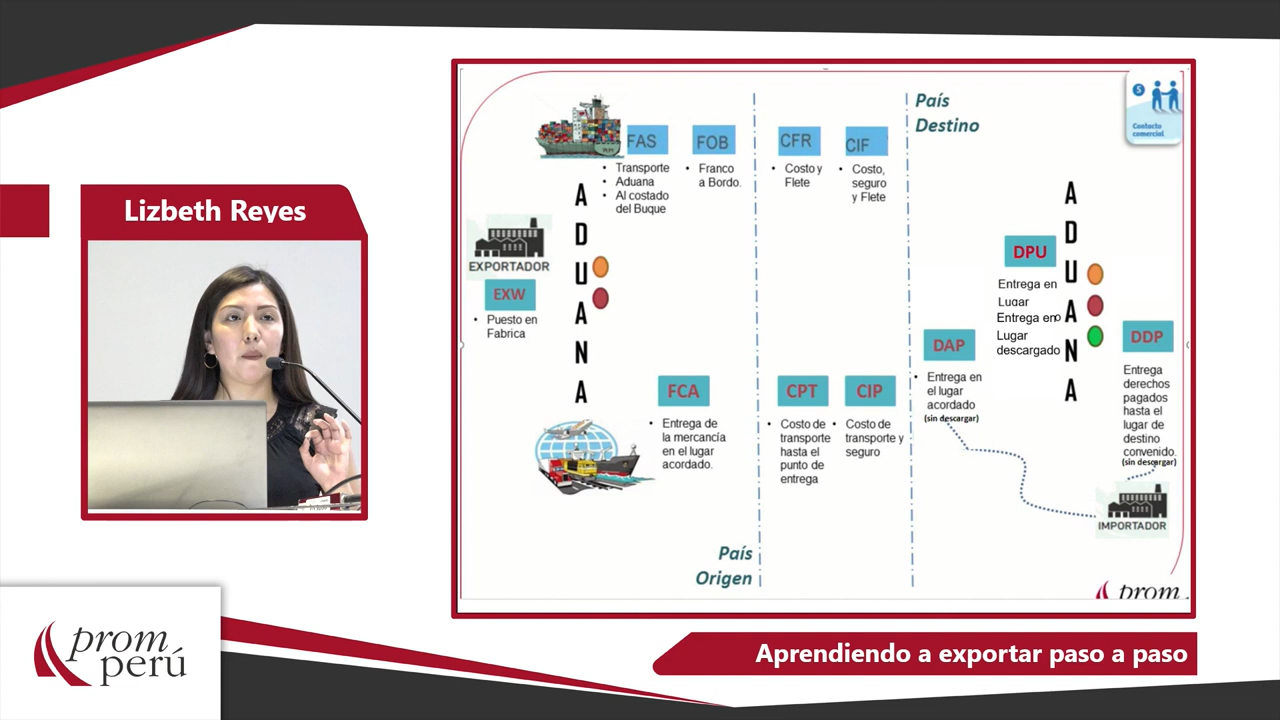 Lizbeth Reyes
País
Destino
5
Contacto
comercial
FAS
FOB
CFR
CIF
• Transporte
• Aduana
• Al costado
del Buque
• Franco
a Bordo.
• Costo y
Flete
• Costo,
seguro
y Flete
ADUANA
EXPORTADOR
EXW
• Puesto en
Fabrica
ADUANA
DPU
Entrega en
Lugar
Entrega en
Lugar
descargado
DAP
• Entrega en
el lugar
acordado
(sin descargar)
DDP
Entrega
derechos
pagados
hasta el
lugar de
destino
convenido.
(sin descargar)
FCA
• Entrega de
la mercancía
en el lugar
acordado.
CPT
• Costo de
transporte
hasta el
punto de
entrega
CIP
• Costo de
transporte y
seguro
IMPORTADOR
País
Origen
prom
prom
perú
Aprendiendo a exportar paso a paso